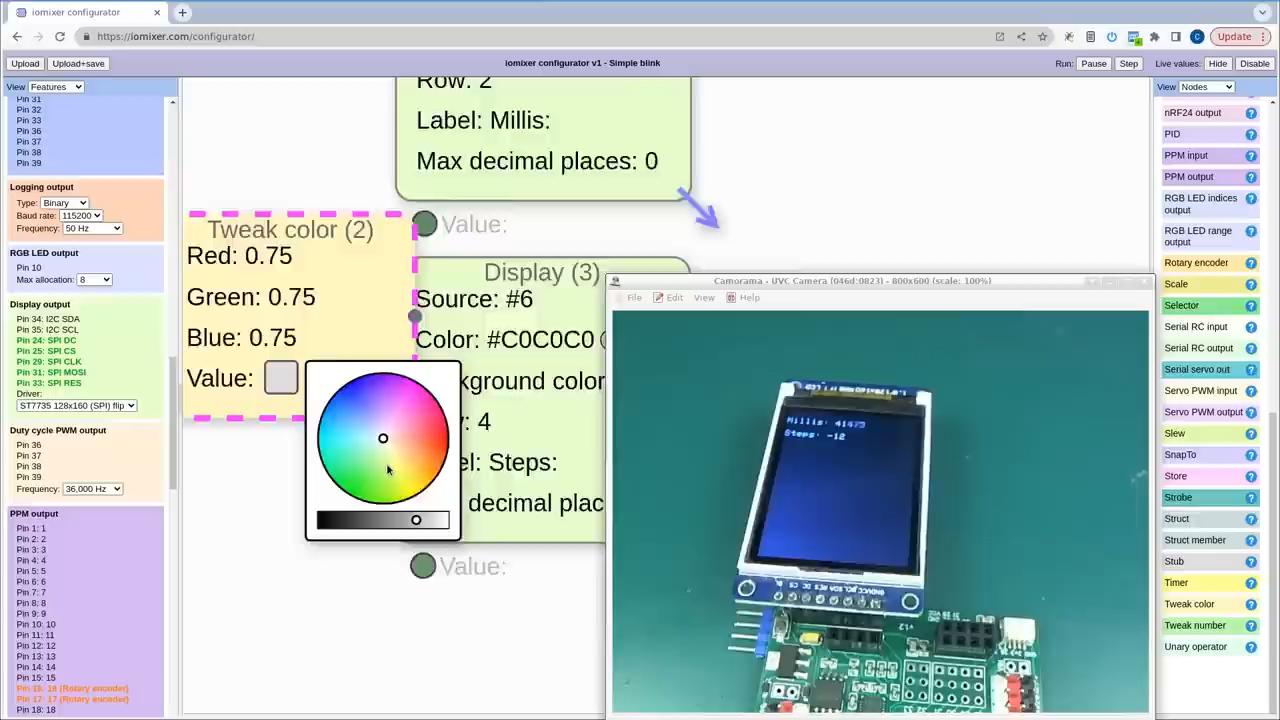 iomixer configurator
https://iomixer.com/configurator/
C
Update
Upload
Upload+save
iomixer configurator v1 - Simple blink
Run:
Pause
Step
Live values:
Hide
Disable
View
Features
Pin 31
Pin 32
Pin 33
Pin 36
Pin 37
Pin 38
Pin 39
Logging output
Type:
Binary
Baud rate:
115200
Frequency:
50 Hz
RGB LED output
Pin 10
Max allocation:
8
Display output
Pin 34: I2C SDA
Pin 35: I2C SCL
Pin 24: SPI DC
Pin 25: SPI CS
Pin 29: SPI CLK
Pin 31: SPI MOSI
Pin 33: SPI RES
Driver:
ST7735 128x160 (SPI) flip
Duty cycle PWM output
Pin 36
Pin 37
Pin 38
Pin 39
Frequency:
36,000 Hz
PPM output
Pin 1: 1
Pin 2: 2
Pin 3: 3
Pin 4: 4
Pin 5: 5
Pin 6: 6
Pin 7: 7
Pin 8: 8
Pin 9: 9
Pin 10: 10
Pin 11: 11
Pin 12: 12
Pin 13: 13
Pin 14: 14
Pin 15: 15
Pin 16: 16 (Rotary encoder)
Pin 17: 17 (Rotary encoder)
Pin 18: 18
Row: 2
Label: Millis:
Max decimal places: 0
Value:
Tweak color (2)
Red: 0.75
Green: 0.75
Blue: 0.75
Value:
Display (3)
Source: #6
Color: #C0C0C0
kground color
: 4
el: Steps:
decimal plac
Value:
Camorama - UVC Camera (046d:0823) - 800x600 (scale: 100%)
File
Edit
View
Help
Millis: 41473
Steps: -12
View
Nodes
nRF24 output
PID
PPM input
PPM output
RGB LED indices
output
RGB LED range
output
Rotary encoder
Scale
Selector
Serial RC input
Serial RC output
Serial servo out
Servo PWM input
Servo PWM output
Slew
SnapTo
Store
Strobe
Struct
Struct member
Stub
Timer
Tweak color
Tweak number
Unary operator